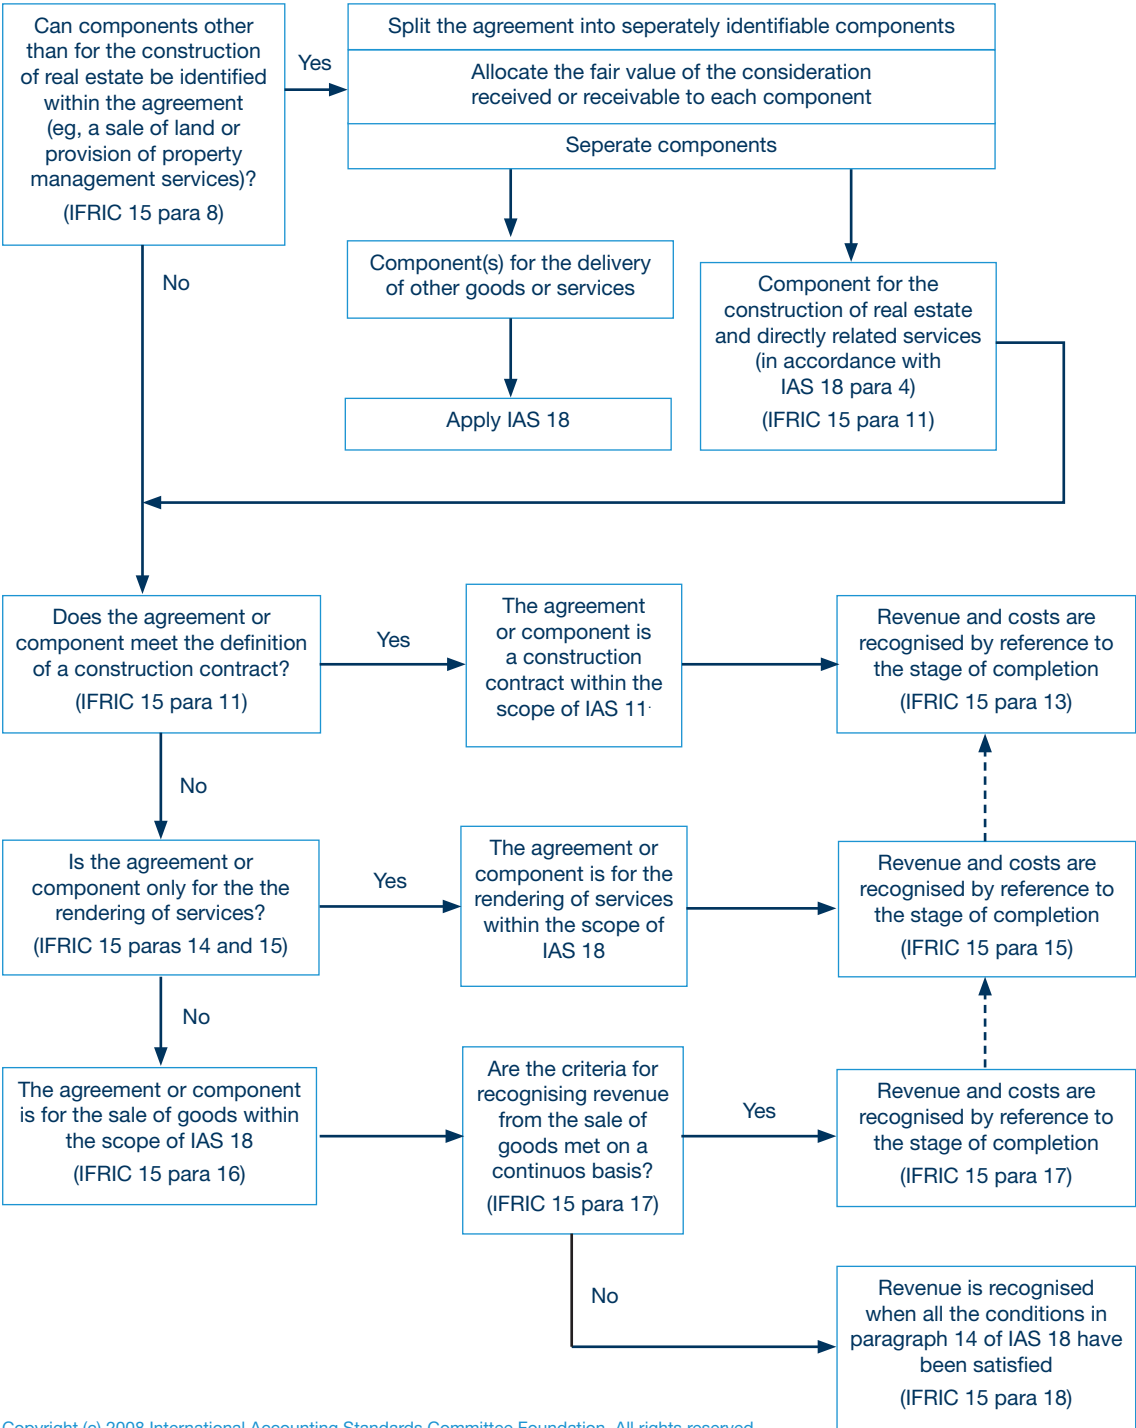 Can components other
than for the construction
of real estate be identified
within the agreement
(eg, a sale of land or
provision of property
management services)?
(IFRIC 15 para 8)
Yes
Split the agreement into seperately identifiable components
Allocate the fair value of the consideration
received or receivable to each component
Seperate components
No
Component(s) for the delivery
of other goods or services
Apply IAS 18
Component for the
construction of real estate
and directly related services
(in accordance with
IAS 18 para 4)
(IFRIC 15 para 11)
Does the agreement or
component meet the definition
of a construction contract?
(IFRIC 15 para 11)
Yes
The agreement
or component is
a construction
contract within the
scope of IAS 11.
Revenue and costs are
recognised by reference to
the stage of completion
(IFRIC 15 para 13)
No
Is the agreement or
component only for the the
rendering of services?
(IFRIC 15 paras 14 and 15)
Yes
The agreement or
component is for the
rendering of services
within the scope of
IAS 18
Revenue and costs are
recognised by reference to
the stage of completion
(IFRIC 15 para 15)
No
The agreement or component
is for the sale of goods within
the scope of IAS 18
(IFRIC 15 para 16)
Are the criteria for
recognising revenue
from the sale of
goods met on a
continuos basis?
(IFRIC 15 para 17)
Yes
Revenue and costs are
recognised by reference to
the stage of completion
(IFRIC 15 para 17)
No
Revenue is recognised
when all the conditions in
paragraph 14 of IAS 18 have
been satisfied
(IFRIC 15 para 18)
Copyright (c) 2008 International Accounting Standards Committee Foundation. All rights reserved